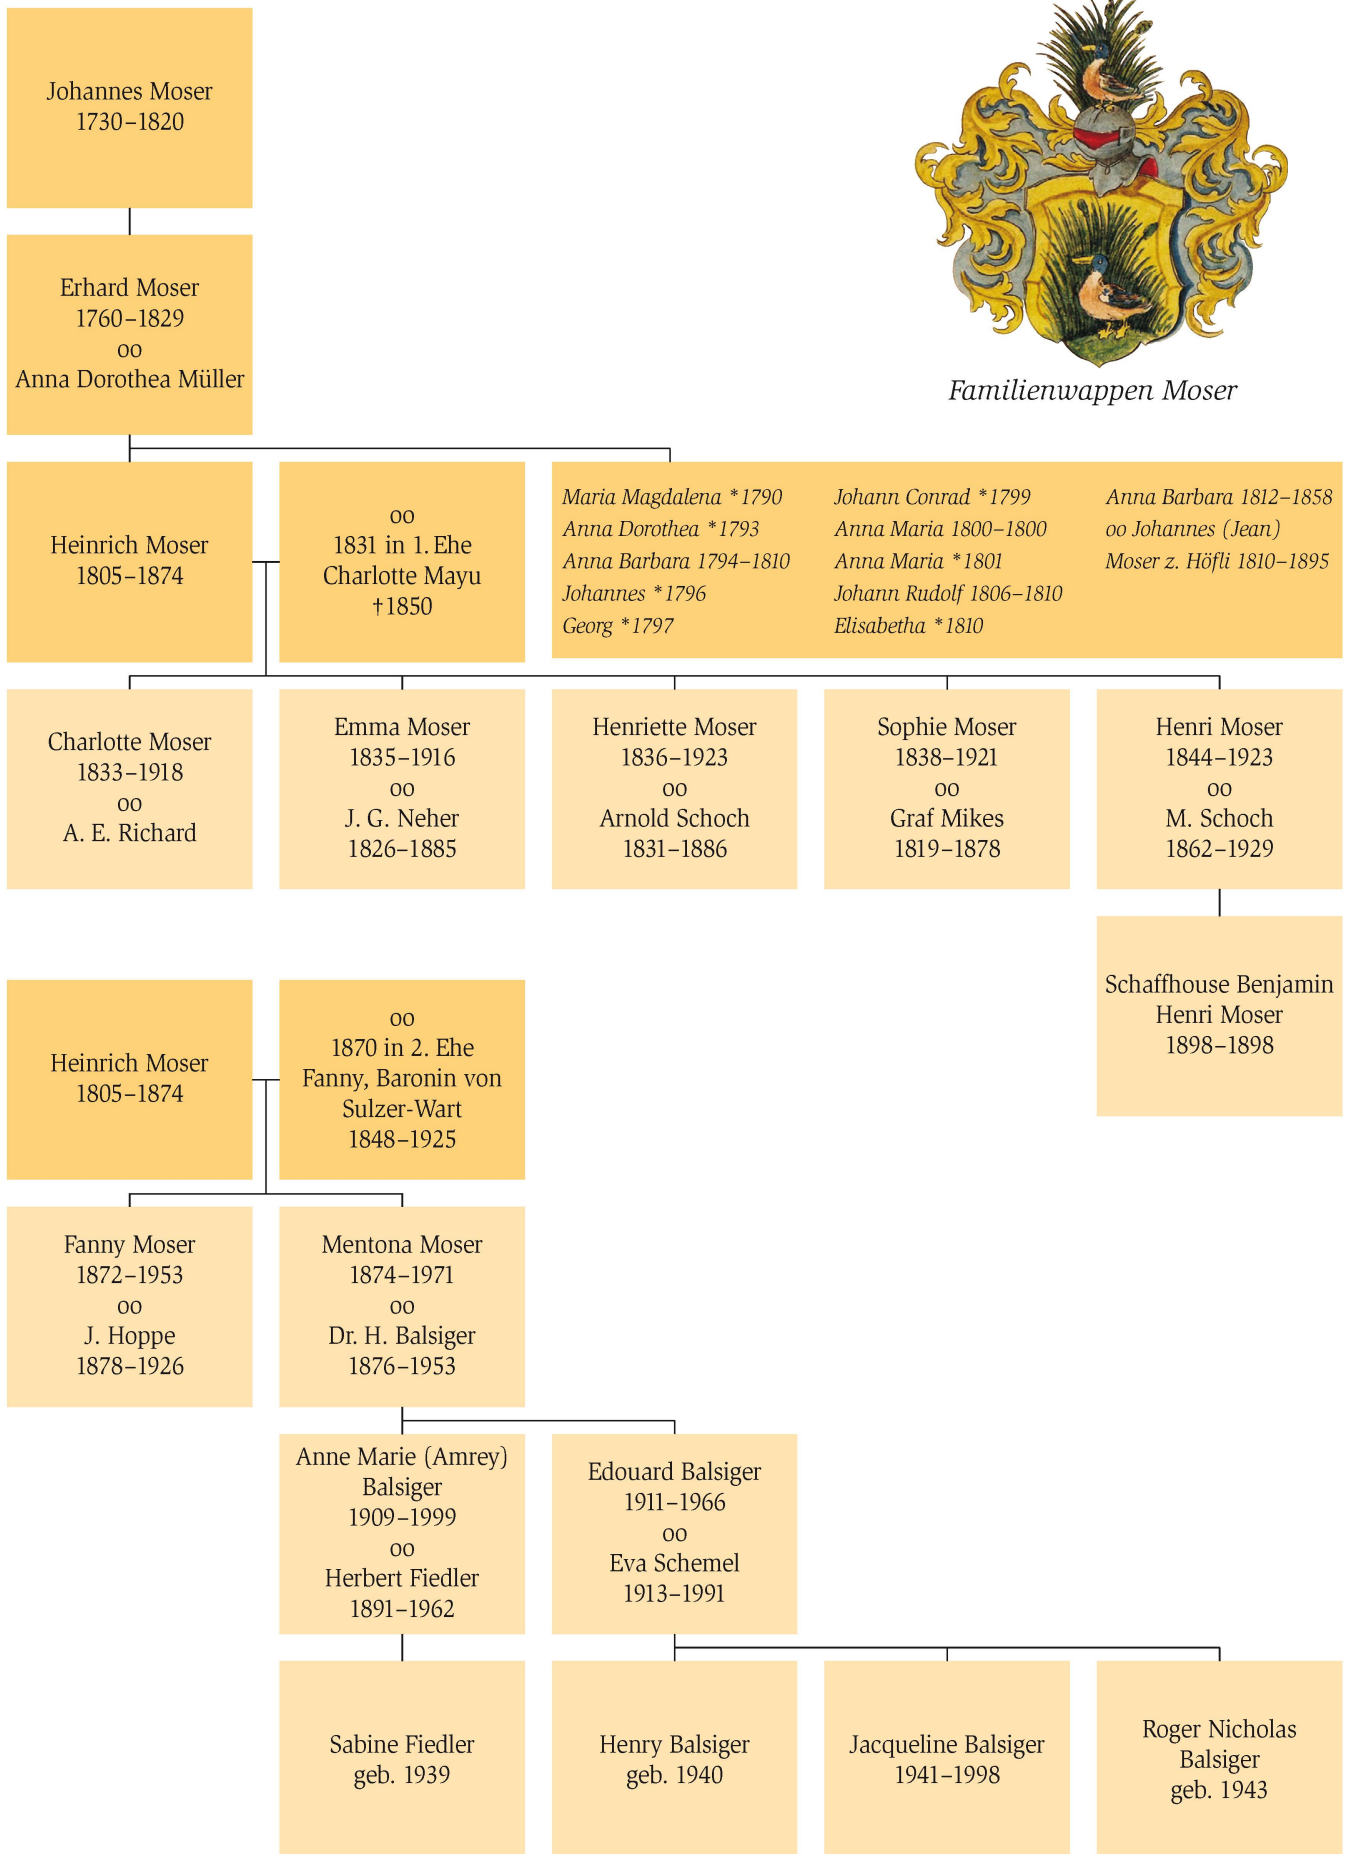 Johannes Moser
1730–1820
Familienwappen Moser
Erhard Moser
1760–1829
oo
Anna Dorothea Müller
Heinrich Moser
1805–1874
oo
1831 in 1. Ehe
Charlotte Mayu
†1850
Maria Magdalena *1790
Anna Dorothea *1793
Anna Barbara 1794–1810
Johannes *1796
Georg *1797
Johann Conrad *1799
Anna Maria 1800–1800
Anna Maria *1801
Johann Rudolf 1806–1810
Elisabetha *1810
Anna Barbara 1812–1858
oo Johannes (Jean)
Moser z. Höfli 1810–1895
Charlotte Moser
1833–1918
oo
A. E. Richard
Emma Moser
1835–1916
oo
J. G. Neher
1826–1885
Henriette Moser
1836–1923
oo
Arnold Schoch
1831–1886
Sophie Moser
1838–1921
oo
Graf Mikes
1819–1878
Henri Moser
1844–1923
oo
M. Schoch
1862–1929
Schaffhouse Benjamin
Henri Moser
1898–1898
Heinrich Moser
1805–1874
oo
1870 in 2. Ehe
Fanny, Baronin von
Sulzer-Wart
1848–1925
Fanny Moser
1872–1953
oo
J. Hoppe
1878–1926
Mentona Moser
1874–1971
oo
Dr. H. Balsiger
1876–1953
Anne Marie (Amrey)
Balsiger
1909–1999
oo
Herbert Fiedler
1891–1962
Edouard Balsiger
1911–1966
oo
Eva Schemel
1913–1991
Sabine Fiedler
geb. 1939
Henry Balsiger
geb. 1940
Jacqueline Balsiger
1941–1998
Roger Nicholas
Balsiger
geb. 1943